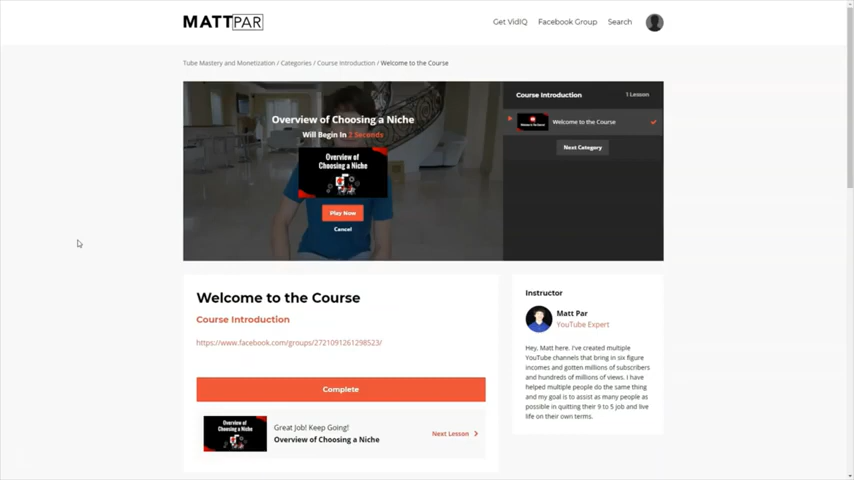 MATTPAR
Get VidIQ
Facebook Group
Search
Tube Mastery and Monetization / Categories / Course Introduction / Welcome to the Course
Overview of Choosing a Niche
Will Begin In 2 Seconds
Overview of
Choosing a Niche
Play Now
Cancel
Course Introduction
1 Lesson
Welcome to the Course
Next Category
Welcome to the Course
Course Introduction
https://www.facebook.com/groups/2721091261298523/
Complete
Overview of
Choosing a Niche
Great Job! Keep Going!
Overview of Choosing a Niche
Next Lesson
Instructor
Matt Par
YouTube Expert
Hey, Matt here. I've created multiple
YouTube channels that bring in six figure
incomes and gotten millions of subscribers
and hundreds of millions of views. I have
helped multiple people do the same thing
and my goal is to assist as many people as
possible in quitting their 9 to 5 job and live
life on their own terms.